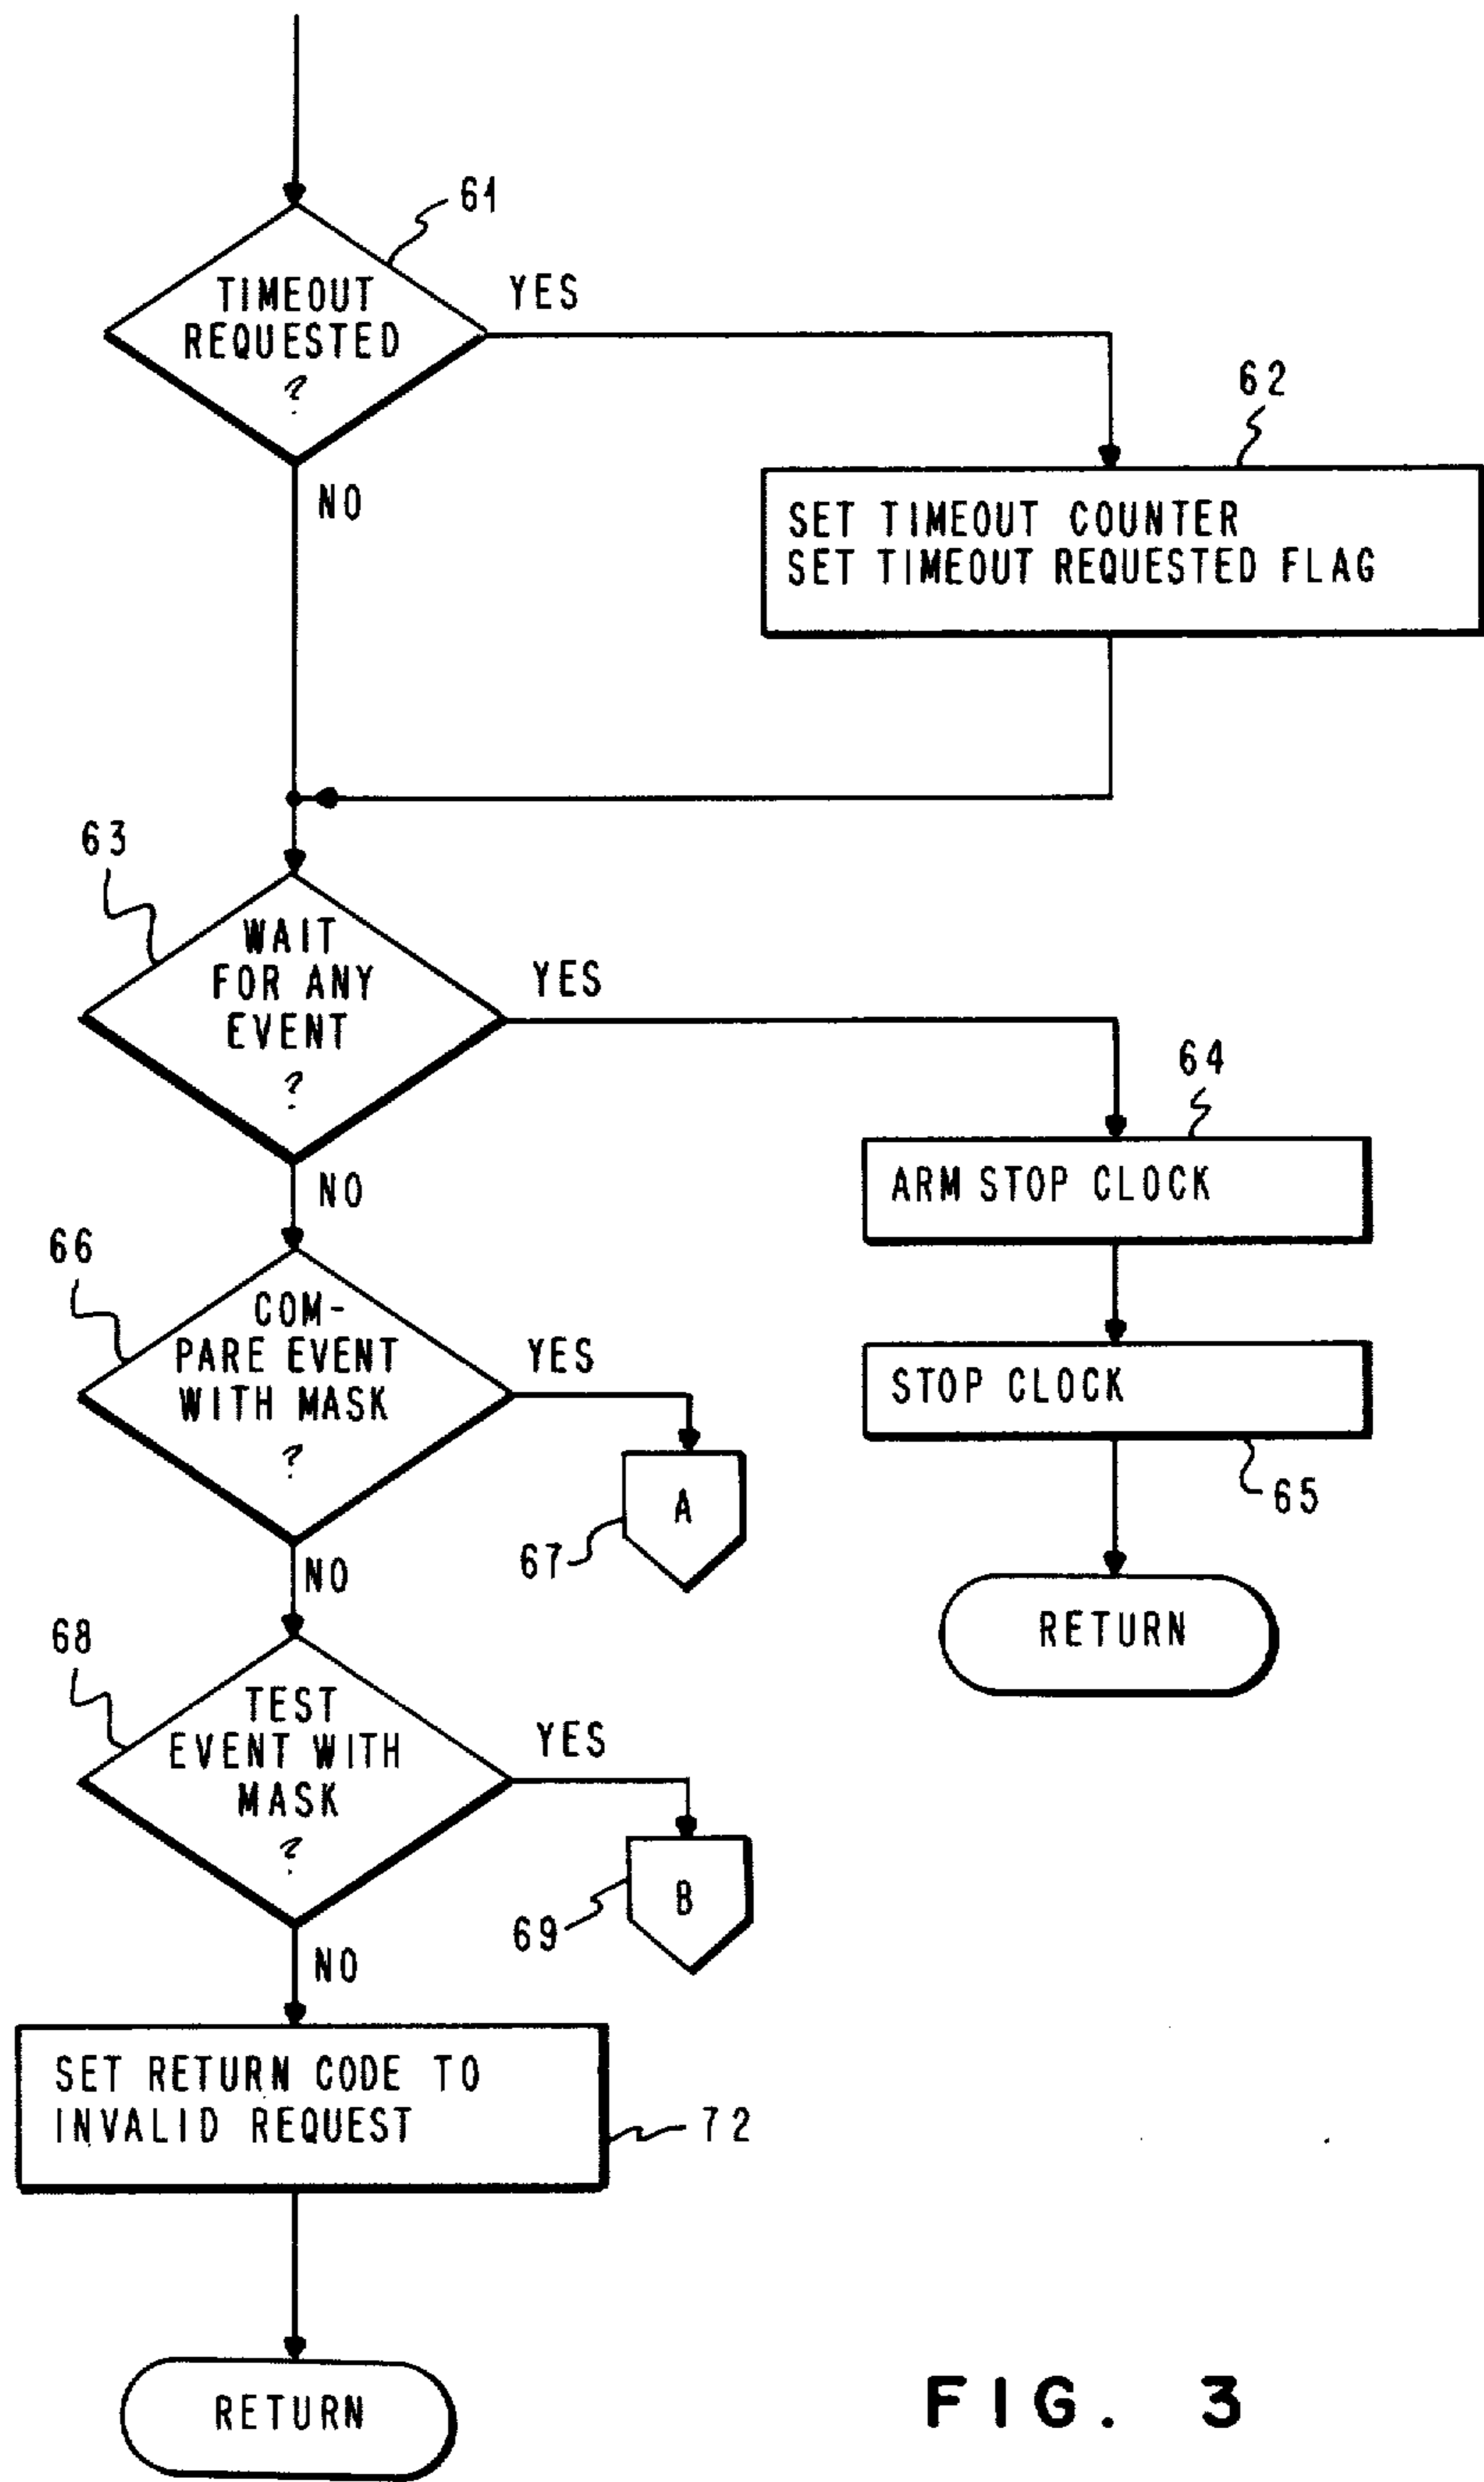 61
TIMEOUT
REQUESTED
?
YES
NO
62
SET TIMEOUT COUNTER
SET TIMEOUT REQUESTED FLAG
63
WAIT
FOR ANY
EVENT
?
YES
NO
64
ARM STOP CLOCK
STOP CLOCK
65
RETURN
66
COM-
PARE EVENT
WITH MASK
?
YES
NO
A
67
68
TEST
EVENT WITH
MASK
?
YES
NO
B
69
SET RETURN CODE TO
INVALID REQUEST
72
RETURN
FIG. 3